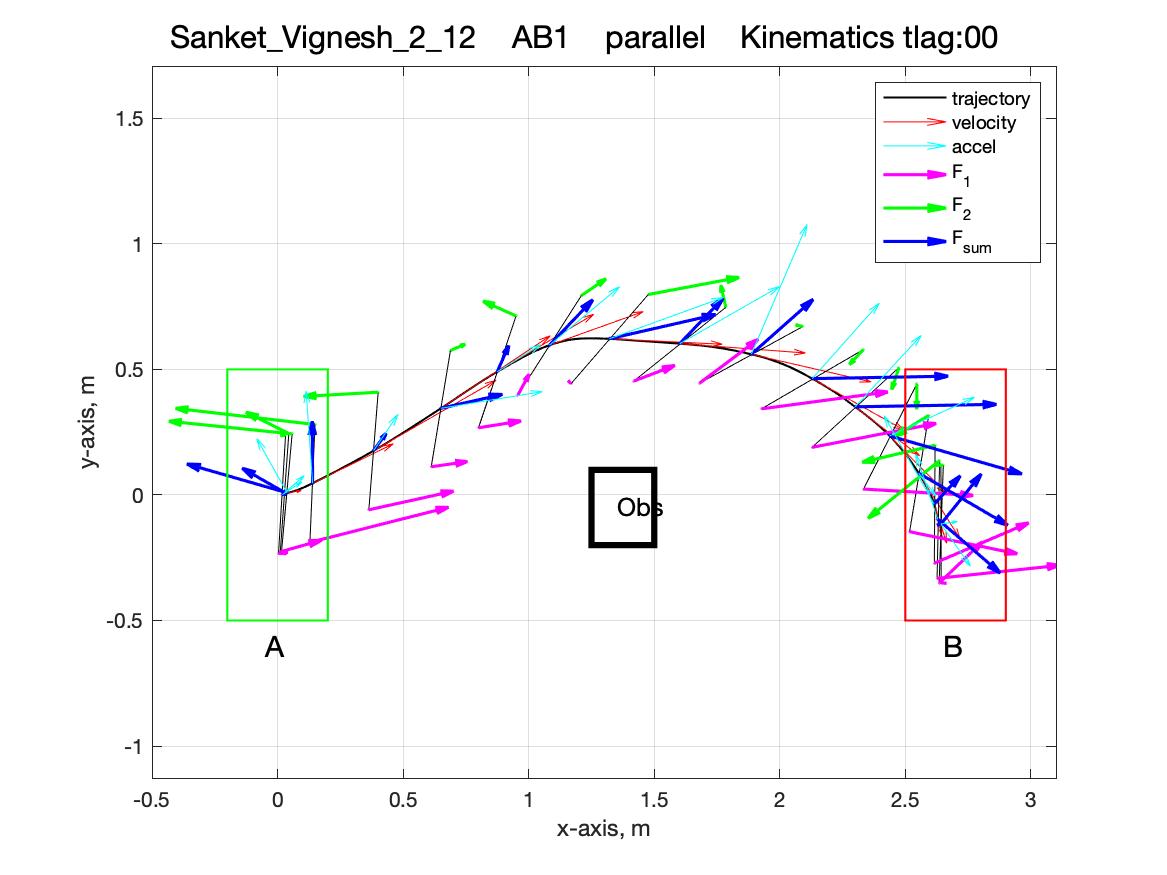 Sanket_Vignesh_2_12 AB1 parallel Kinematics tlag:00
trajectory
velocity
accel
F1
F2
Fsum
1.5
1
0.5
0
-0.5
-1
y-axis, m
Obs
A
B
-0.5 0 0.5 1 1.5 2 2.5 3
x-axis, m